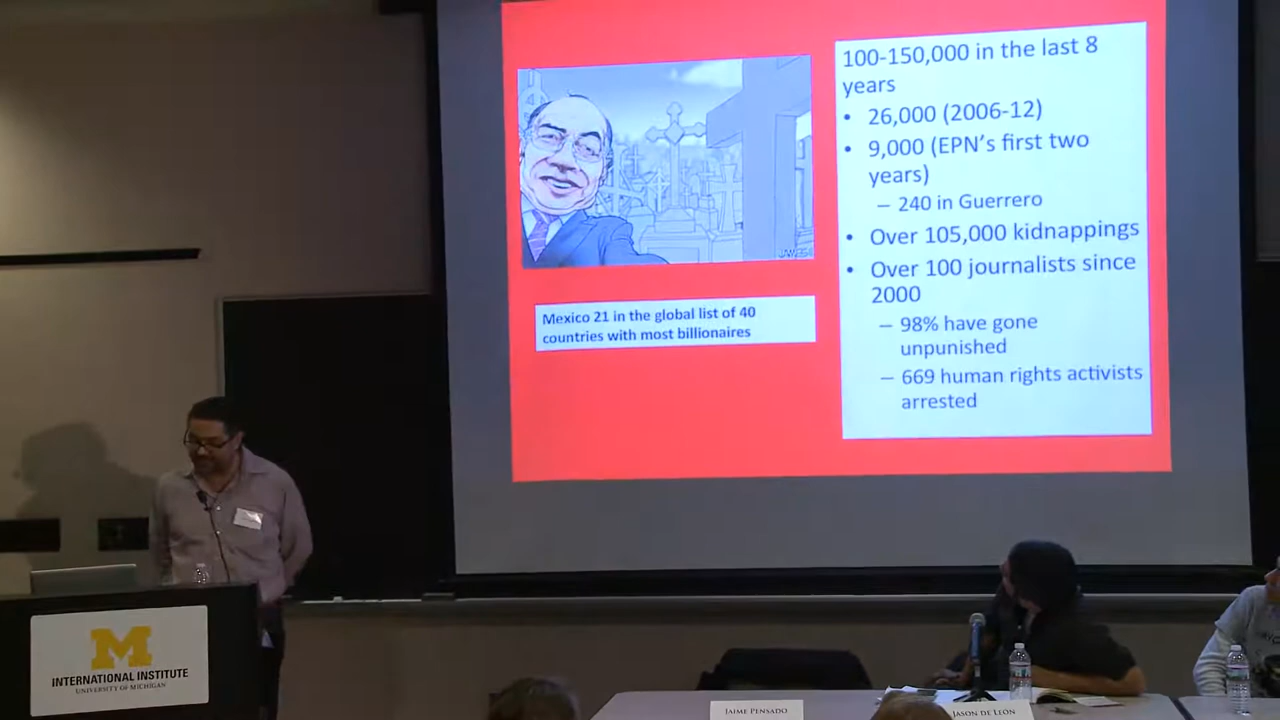 100-150,000 in the last 8
years
• 26,000 (2006-12)
• 9,000 (EPN's first two
years)
– 240 in Guerrero
• Over 105,000 kidnappings
• Over 100 journalists since
2000
– 98% have gone
unpunished
– 669 human rights activists
arrested
Mexico 21 in the global list of 40
countries with most billionaires
M
INTERNATIONAL INSTITUTE
UNIVERSITY OF MICHIGAN
JAIME PENSADO
JASON DE LEÓN